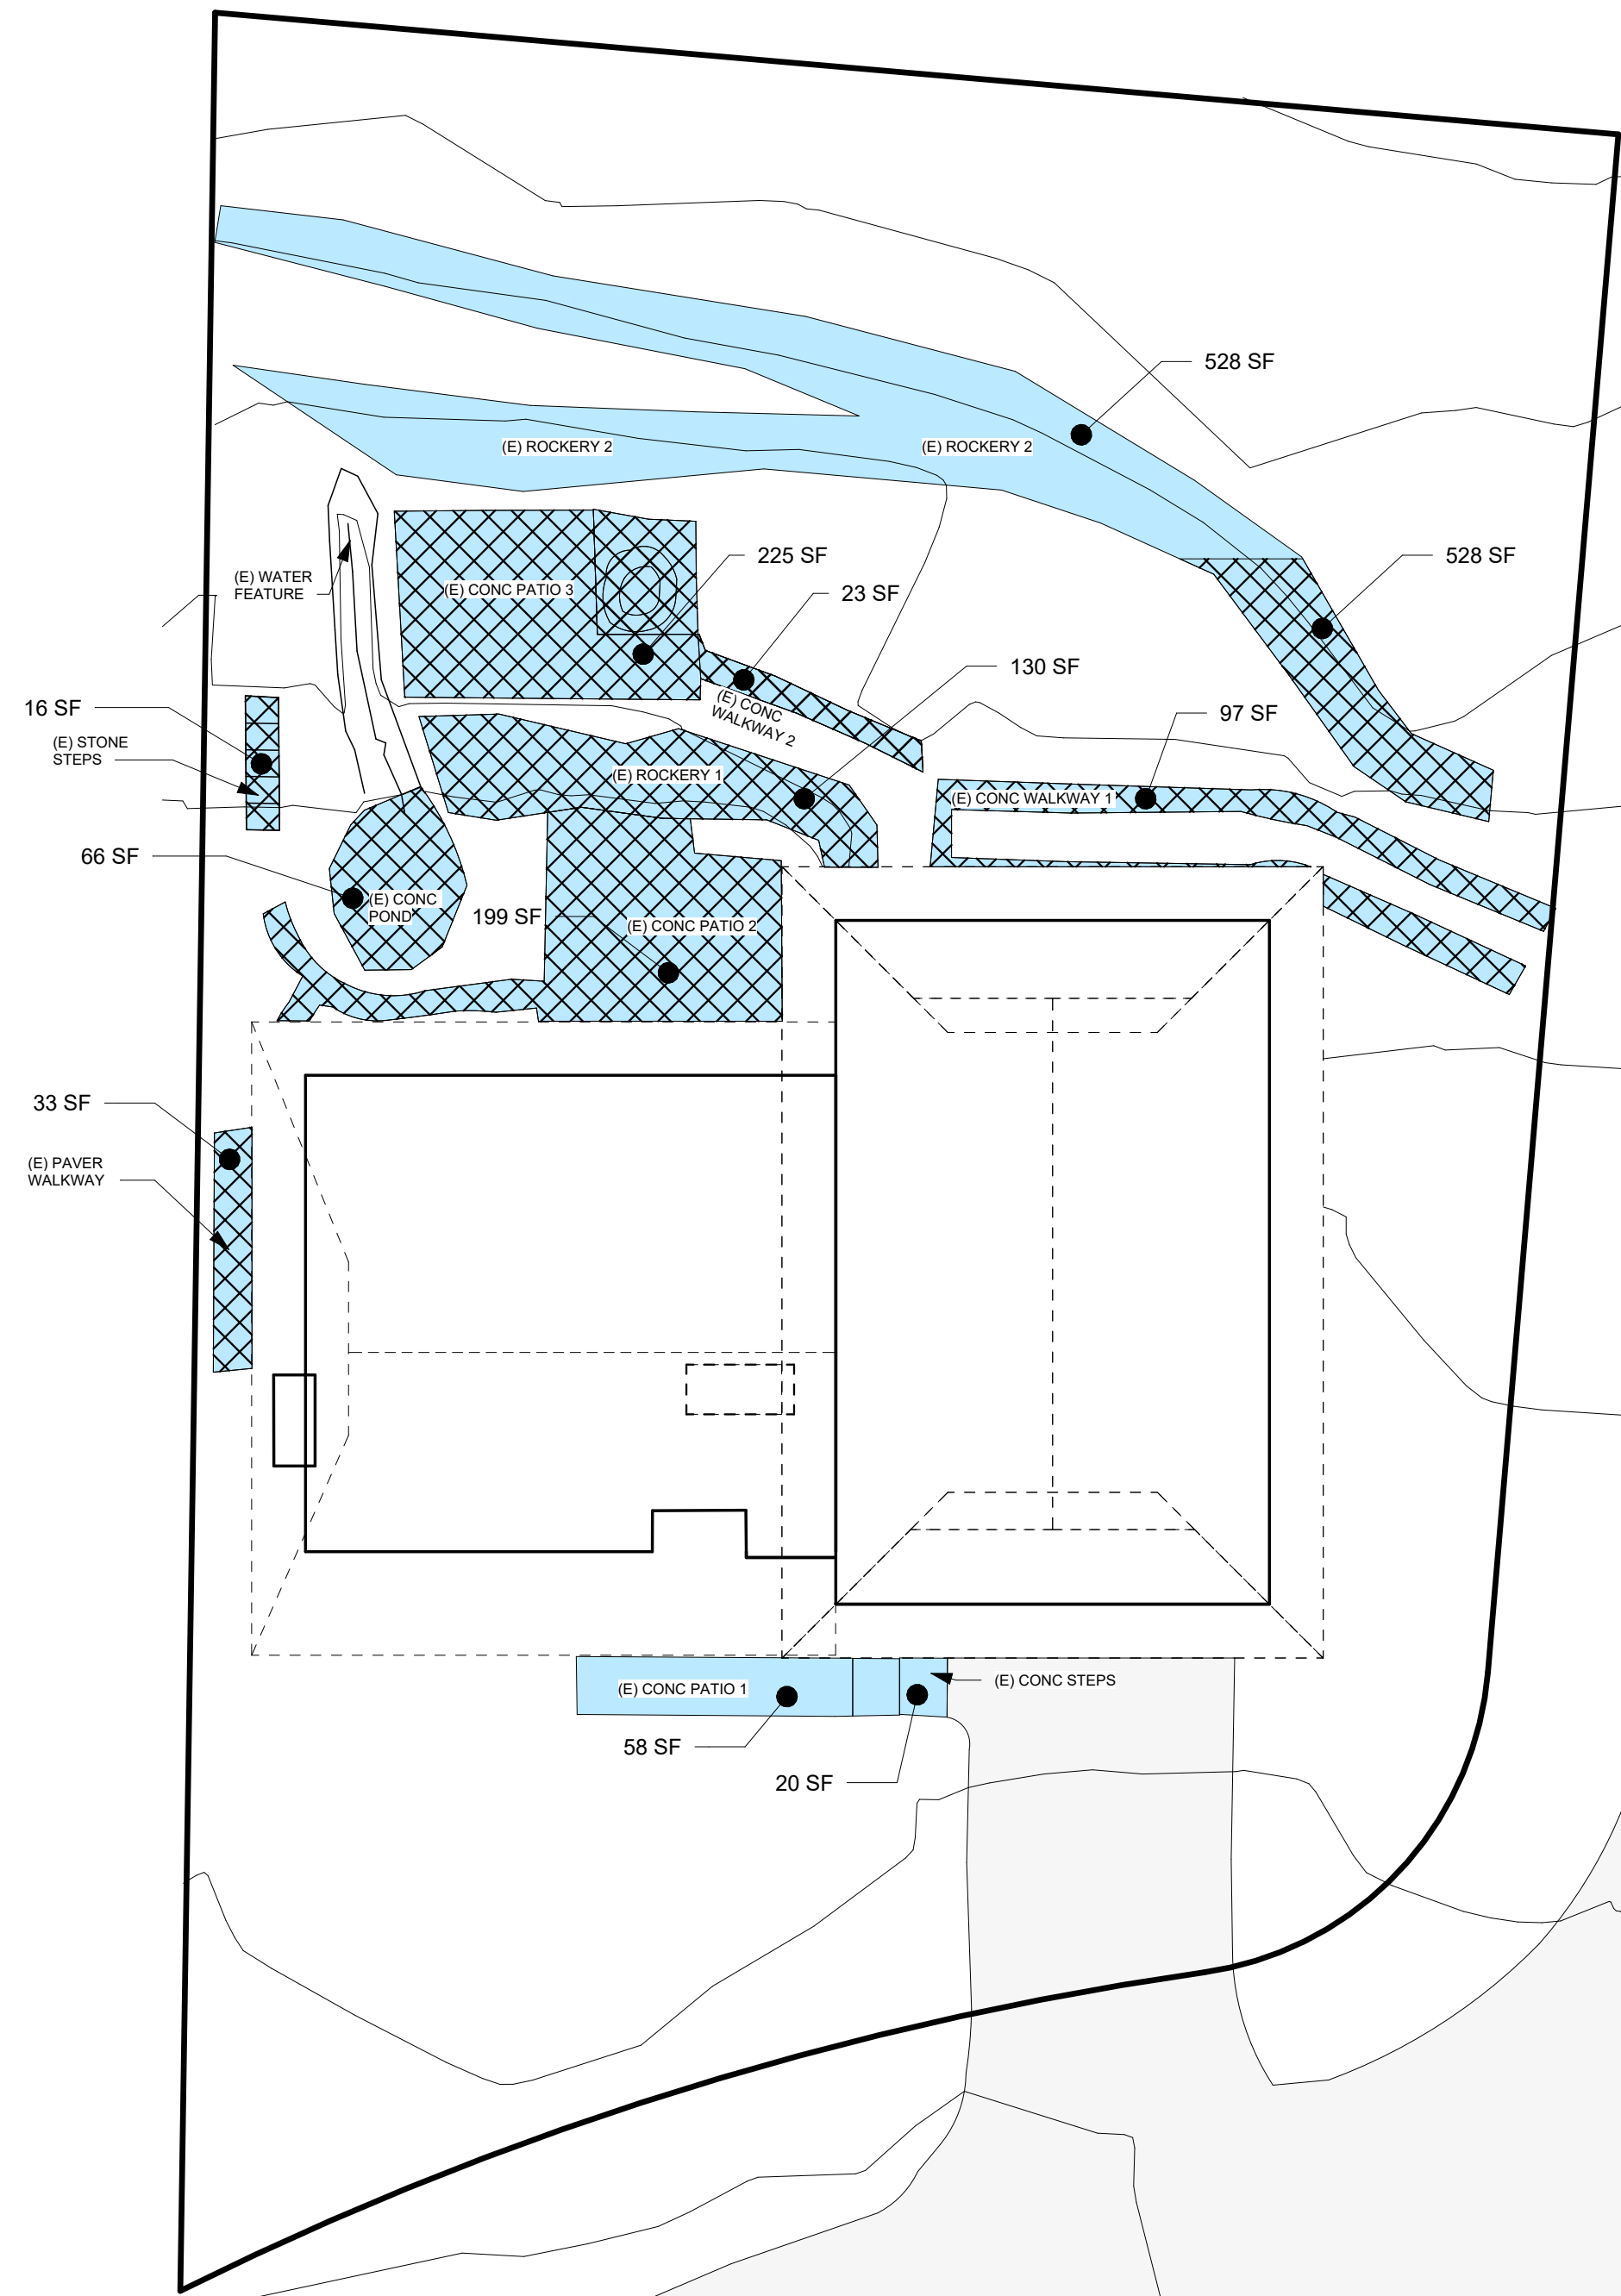 528 SF
(E) ROCKERY 2
(E) ROCKERY 2
225 SF
528 SF
(E) WATER
FEATURE
(E) CONC PATIO 3
23 SF
130 SF
(E) CONC
WALKWAY 2
16 SF
97 SF
(E) STONE
STEPS
(E) ROCKERY 1
(E) CONC WALKWAY 1
66 SF
(E) CONC
POND
199 SF
(E) CONC PATIO 2
33 SF
(E) PAVER
WALKWAY
(E) CONC STEPS
(E) CONC PATIO 1
58 SF
20 SF